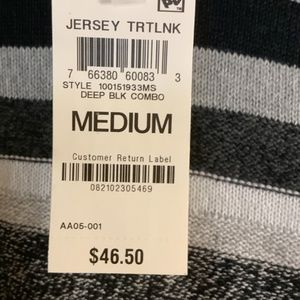 JERSEY TRTLNK
7 66380 60083 3
STYLE 100151933MS
DEEP BLK COMBO
MEDIUM
Customer Return Label
082102305469
AA05-001
$46.50